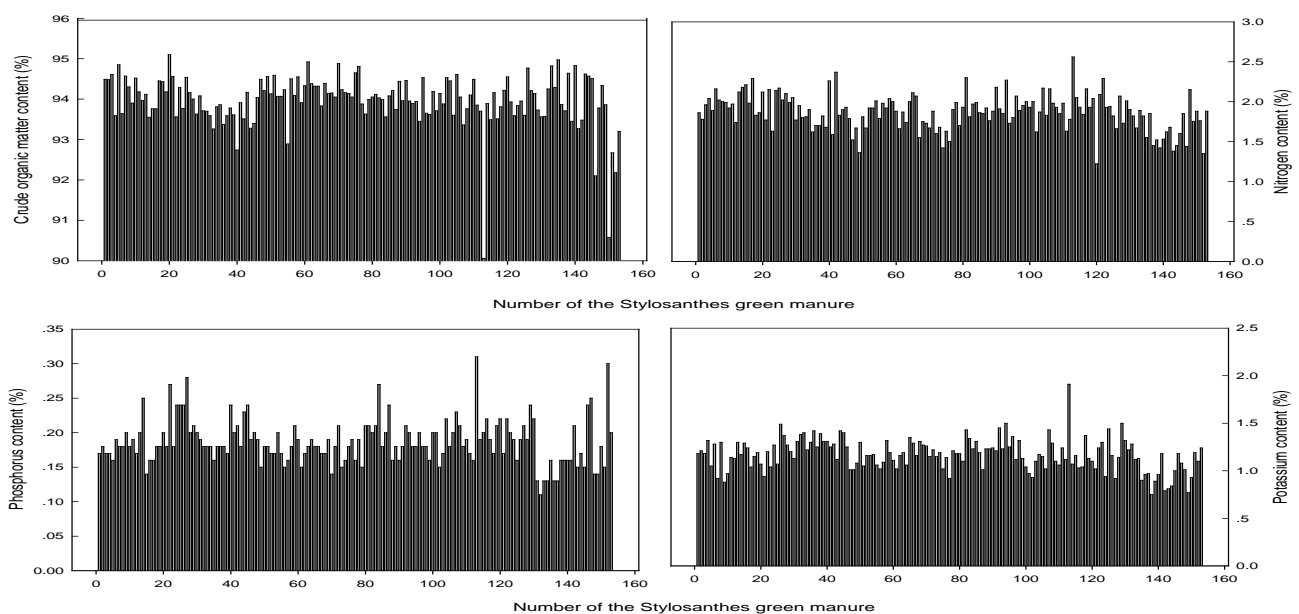 96
95
94
93
92
91
90
Crude organic matter content (%)
0 20 40 60 80 100 120 140 160
3.0
2.5
2.0
1.5
1.0
.5
0.0
Nitrogen content (%)
0 20 40 60 80 100 120 140 160
Number of the Stylosanthes green manure
.35
.30
.25
.20
.15
.10
.05
0.00
Phosphorus content (%)
0 20 40 60 80 100 120 140 160
2.5
2.0
1.5
1.0
.5
0.0
Potassium content (%)
0 20 40 60 80 100 120 140 160
Number of the Stylosanthes green manure